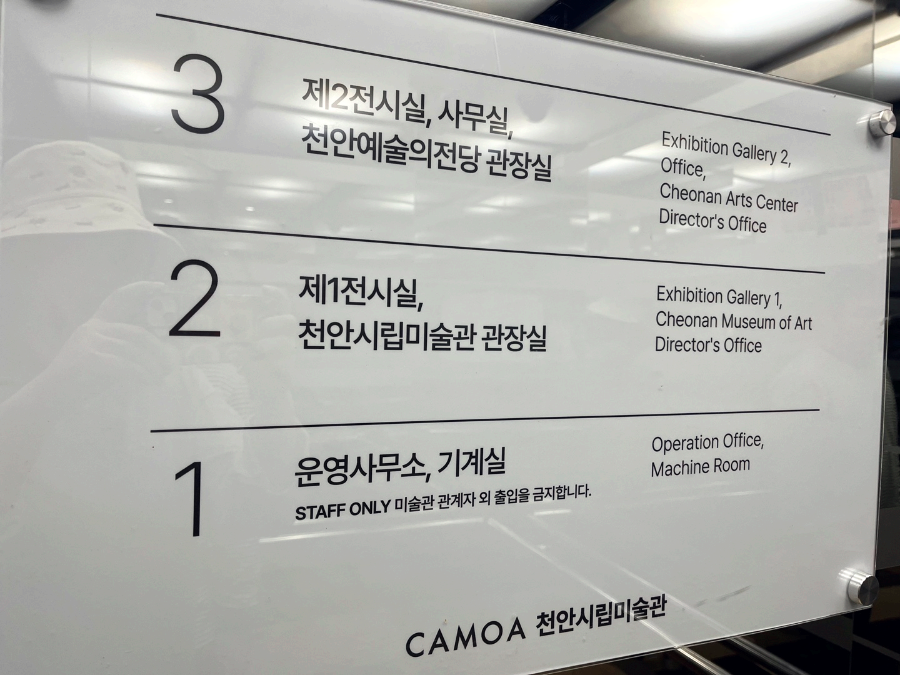 3
제2전시실, 사무실,
천안예술의전당 관장실
Exhibition Gallery 2,
Office,
Cheonan Arts Center
Director's Office
2
제1전시실,
천안시립미술관 관장실
Exhibition Gallery 1,
Cheonan Museum of Art
Director's Office
1
운영사무소, 기계실
STAFF ONLY 미술관 관계자 외 출입을 금지합니다.
Operation Office,
Machine Room
CAMOA 천안시립미술관